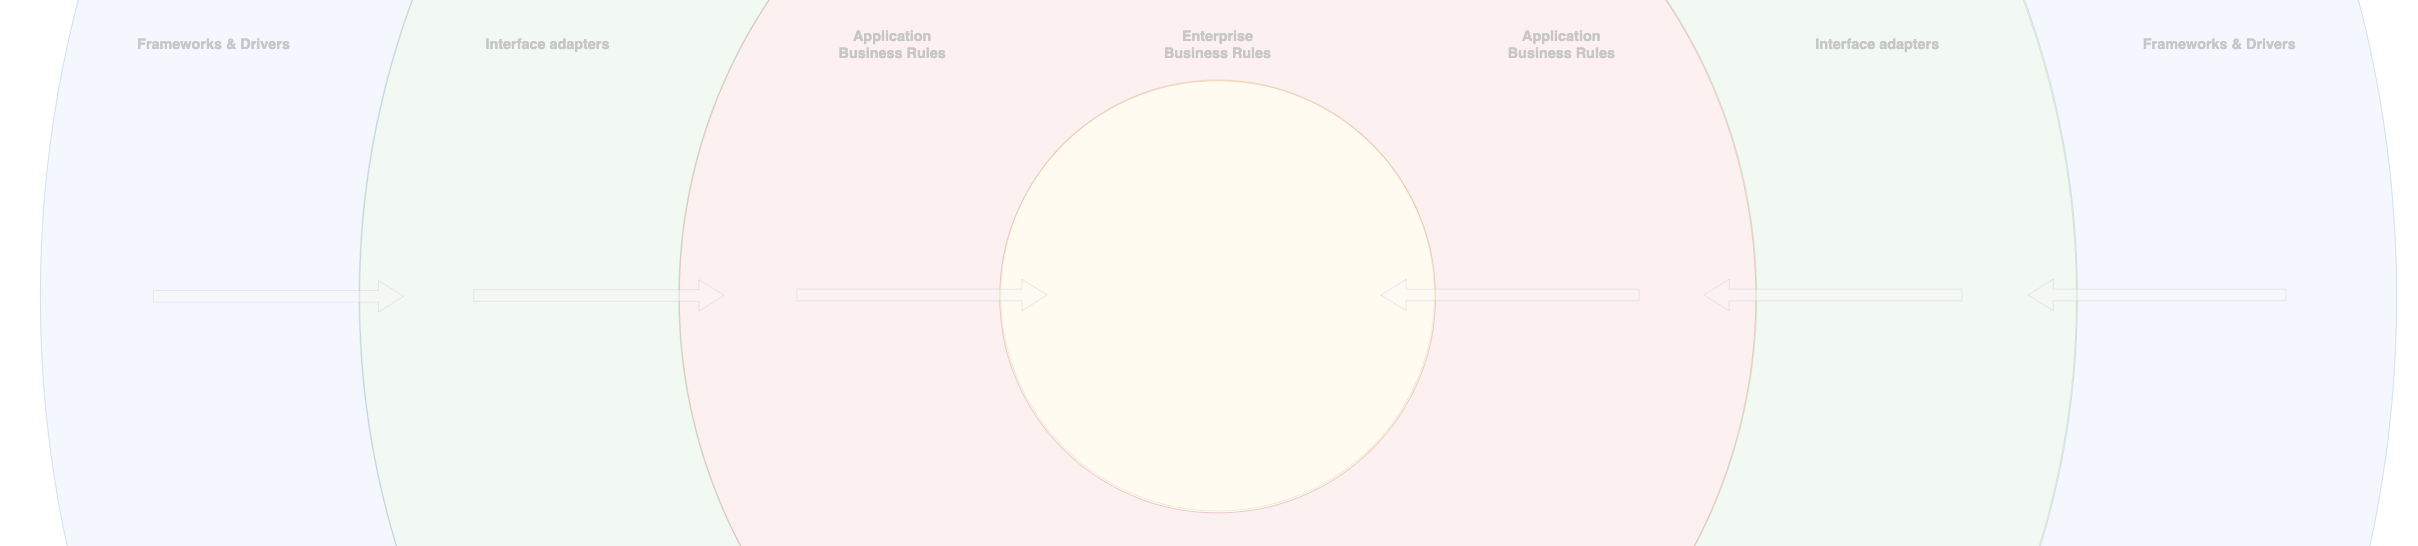 Frameworks & Drivers
Interface adapters
Application
Business Rules
Enterprise
Business Rules
Application
Business Rules
Interface adapters
Frameworks & Drivers